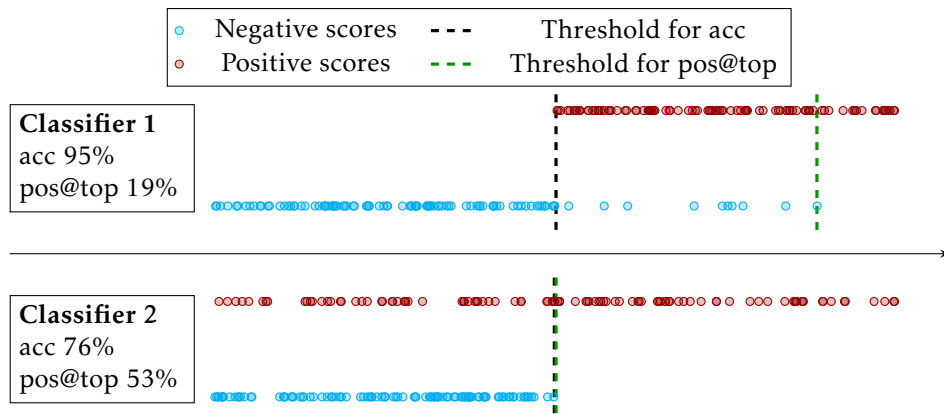 Negative scores
Threshold for acc
Positive scores
Threshold for pos@top
Classifier 1
acc 95%
pos@top 19%
Classifier 2
acc 76%
pos@top 53%